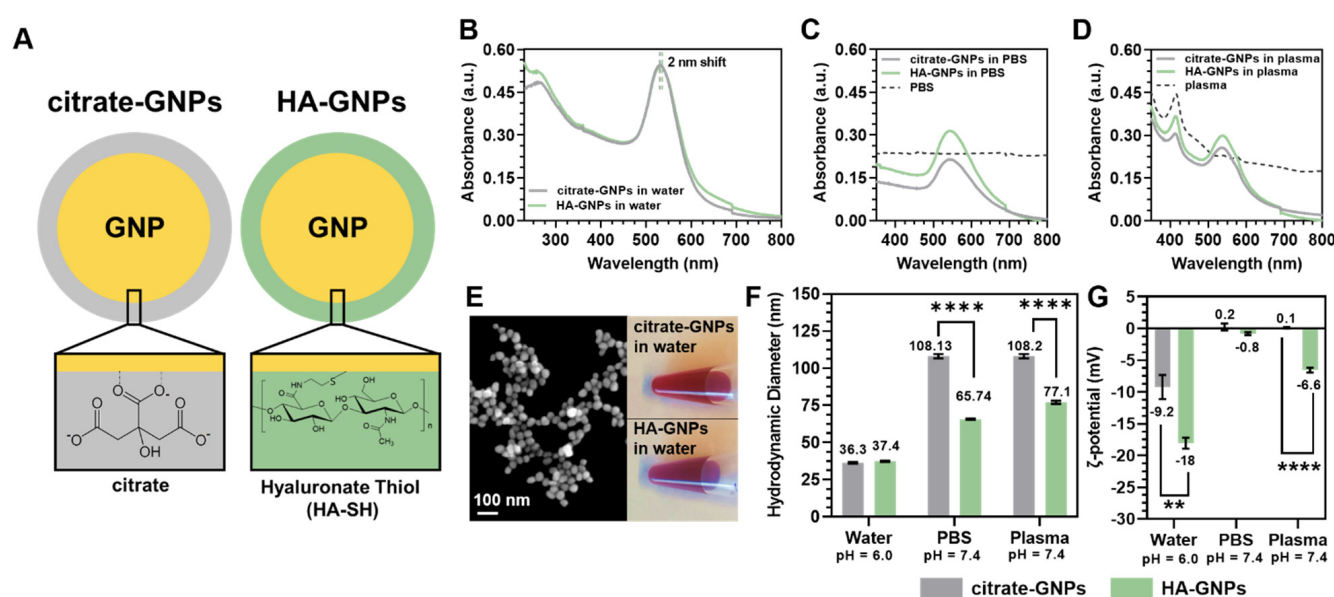 A
citrate-GNPs
HA-GNPs
GNP
GNP
O
O-
O
-O
O
O-
OH
citrate
HN
S
O
OH
O
O
HO
OH
O
HO
O
NH
O
CH3
n
Hyaluronate Thiol
(HA-SH)
B
Absorbance (a.u.)
0.60
0.45
0.30
0.15
0.00
2 nm shift
citrate-GNPs in water
HA-GNPs in water
300 400 500 600 700 800
Wavelength (nm)
C
Absorbance (a.u.)
0.60
0.45
0.30
0.15
0.00
citrate-GNPs in PBS
HA-GNPs in PBS
PBS
400 500 600 700 800
Wavelength (nm)
D
Absorbance (a.u.)
0.60
0.45
0.30
0.15
0.00
citrate-GNPs in plasma
HA-GNPs in plasma
plasma
400 500 600 700 800
Wavelength (nm)
E
100 nm
citrate-GNPs
in water
HA-GNPs
in water
F
Hydrodynamic Diameter (nm)
150
125
100
75
50
25
0
36.3 37.4
108.13
65.74
108.2
77.1
****
****
Water
pH = 6.0
PBS
pH = 7.4
Plasma
pH = 7.4
G
ζ-potential (mV)
5
0
-5
-10
-15
-20
-25
-30
-9.2
-18
0.2
-0.8
0.1
-6.6
**
****
Water
pH = 6.0
PBS
pH = 7.4
Plasma
pH = 7.4
citrate-GNPs
HA-GNPs